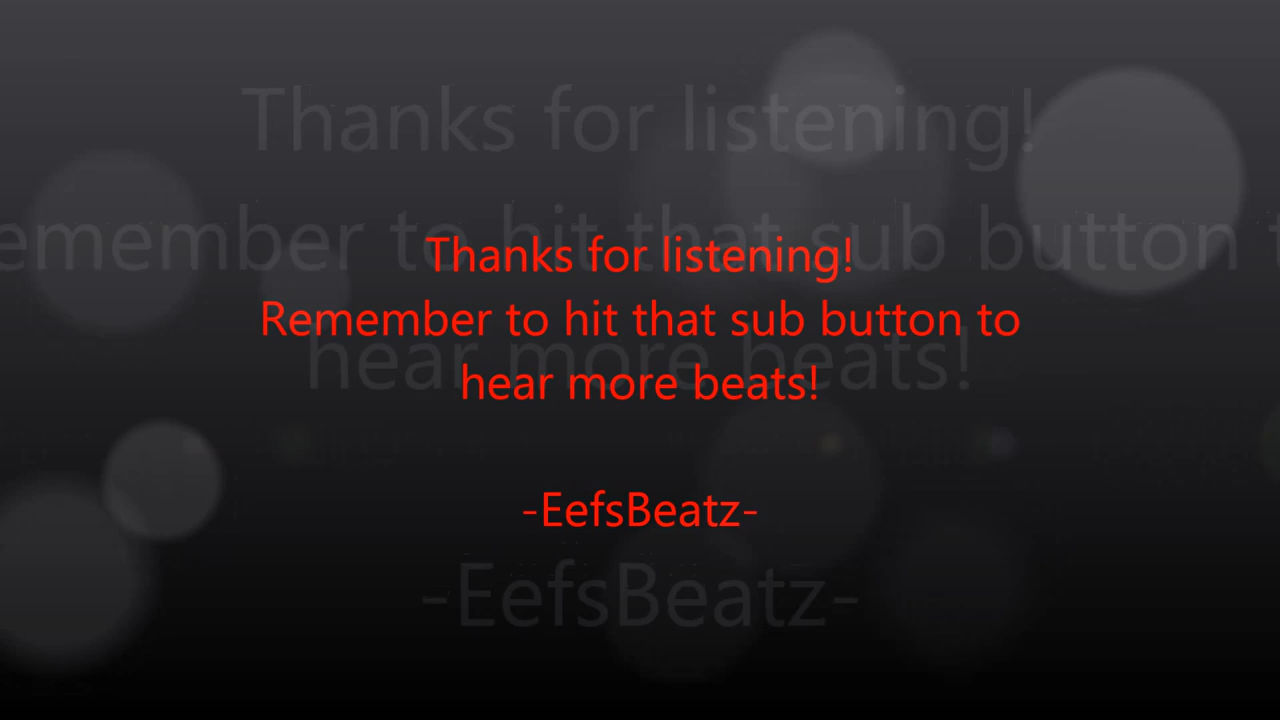 Thanks for listening!
Remember to hit that sub button to
hear more beats!
-EefsBeatz-